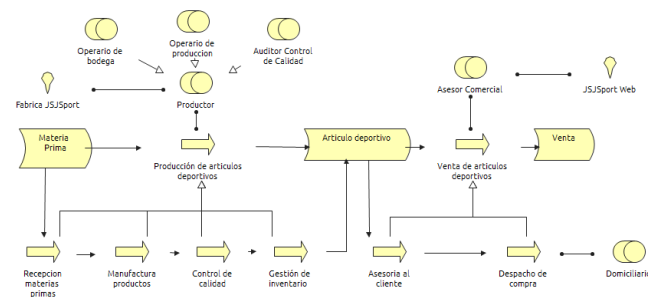 Operario de
bodega
Operario de
produccion
Auditor Control
de Calidad
Fabrica JSJSport
Productor
Asesor Comercial
JSJSport Web
Materia
Prima
Producción de articulos
deportivos
Articulo deportivo
Venta de articulos
deportivos
Venta
Recepcion
materias
primas
Manufactura
productos
Control de
calidad
Gestión de
inventario
Asesoria al
cliente
Despacho de
compra
Domiciliario